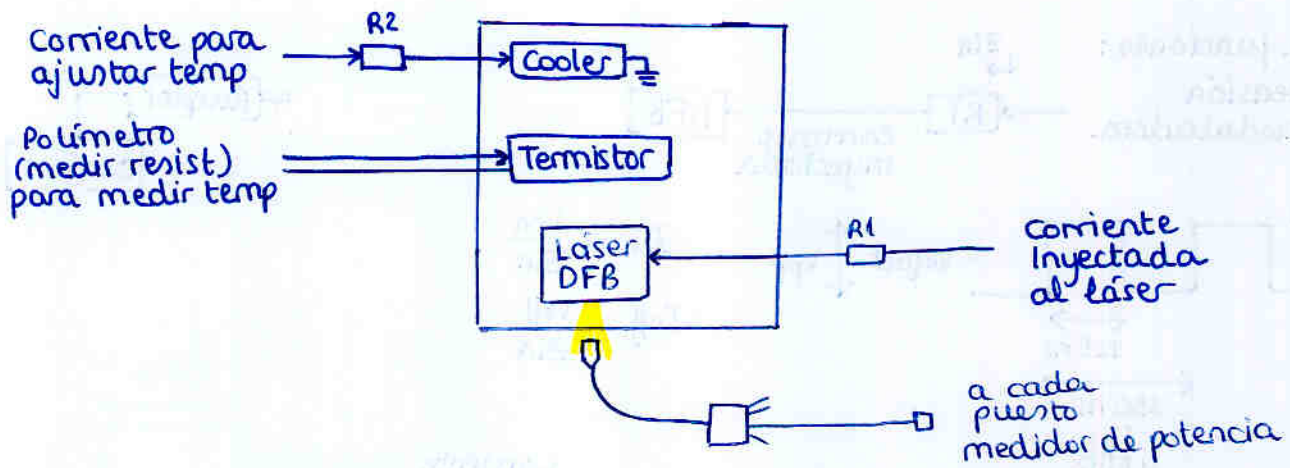 Corriente para
ajustar temp
R2
Cooler
Polímetro
(medir resist)
para medir temp
Termistor
Láser
DFB
R1
Corriente
Inyectada
al láser
a cada
puesto
medidor de potencia